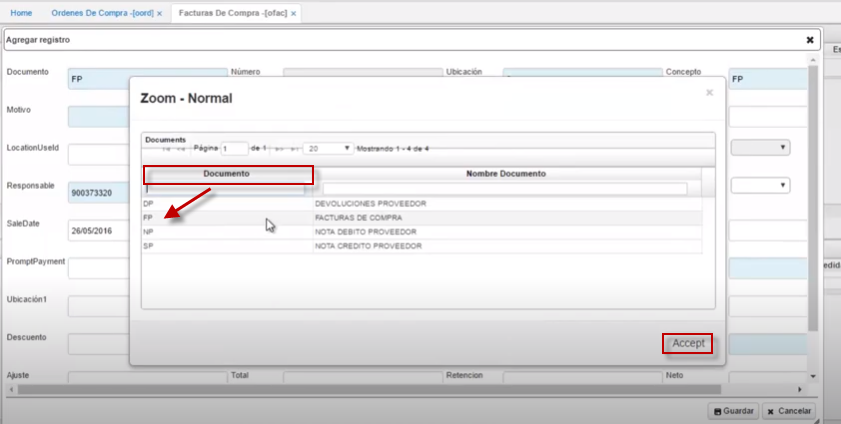 Home Ordenes De Compra -[oord] x Facturas De Compra -[ofac] x
Agregar registro
Documento FP Número Ubicación Concepto FP
Zoom - Normal
Motivo
Documents
Página 1 de 1 20 Mostrando 1 - 4 de 4
LocationUseId
Documento Nombre Documento
Responsable 900373320
DP DEVOLUCIONES PROVEEDOR
FP FACTURAS DE COMPRA
SaleDate 26/05/2016
NP NOTA DEBITO PROVEEDOR
SP NOTA CREDITO PROVEEDOR
PromptPayment
Ubicación1
Descuento
Accept
Ajuste Total Retencion Neto
Guardar Cancelar